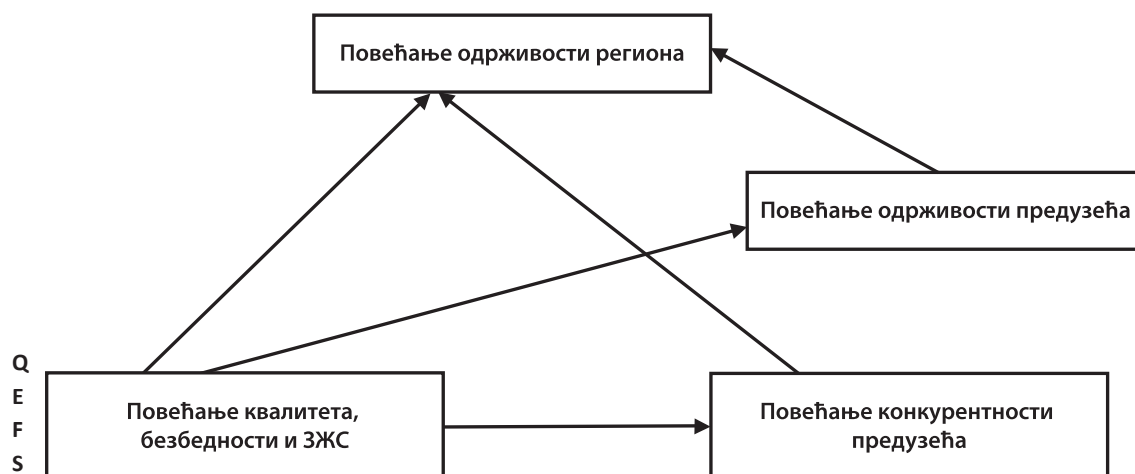 Повећање одрживости региона
Повећање одрживости предузећа
Q
E
F
S
Повећање квалитета,
безбедности и ЗЖС
Повећање конкурентности
предузећа